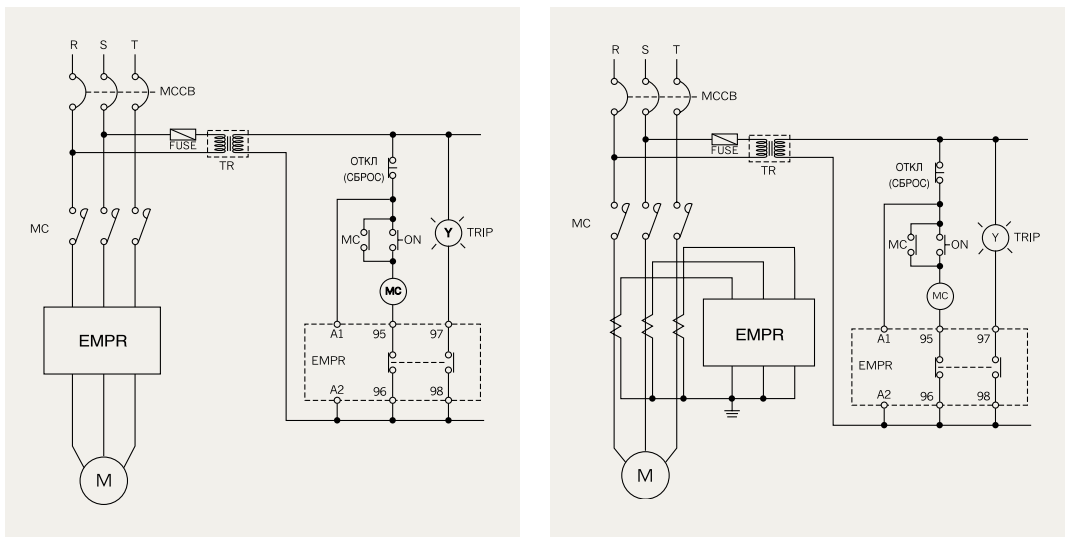 R S T
MCCB
FUSE
TR
ОТКЛ
(СБРОС)
MC
MC
ON
Y
TRIP
MC
EMPR
A1
95
97
EMPR
A2
96
98
M
R S T
MCCB
FUSE
TR
ОТКЛ
(СБРОС)
MC
MC
ON
Y
TRIP
MC
EMPR
A1
95
97
EMPR
A2
96
98
M